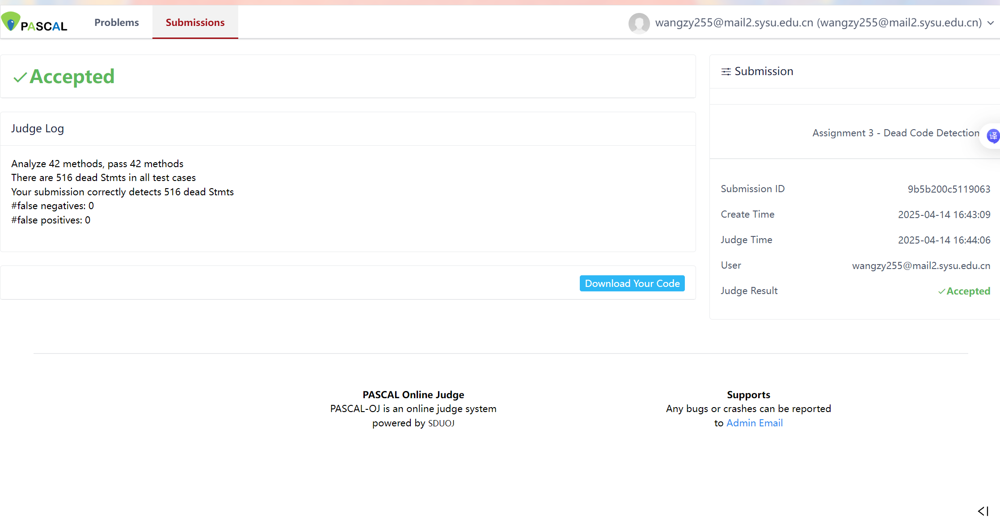 PASCAL
Problems
Submissions
wangzy255@mail2.sysu.edu.cn (wangzy255@mail2.sysu.edu.cn)
Accepted
Judge Log
Analyze 42 methods, pass 42 methods
There are 516 dead Stmts in all test cases
Your submission correctly detects 516 dead Stmts
#false negatives: 0
#false positives: 0
Download Your Code
Submission
Assignment 3 - Dead Code Detection
译
Submission ID 9b5b200c5119063
Create Time 2025-04-14 16:43:09
Judge Time 2025-04-14 16:44:06
User wangzy255@mail2.sysu.edu.cn
Judge Result Accepted
PASCAL Online Judge
PASCAL-OJ is an online judge system
powered by SDUOJ
Supports
Any bugs or crashes can be reported
to Admin Email